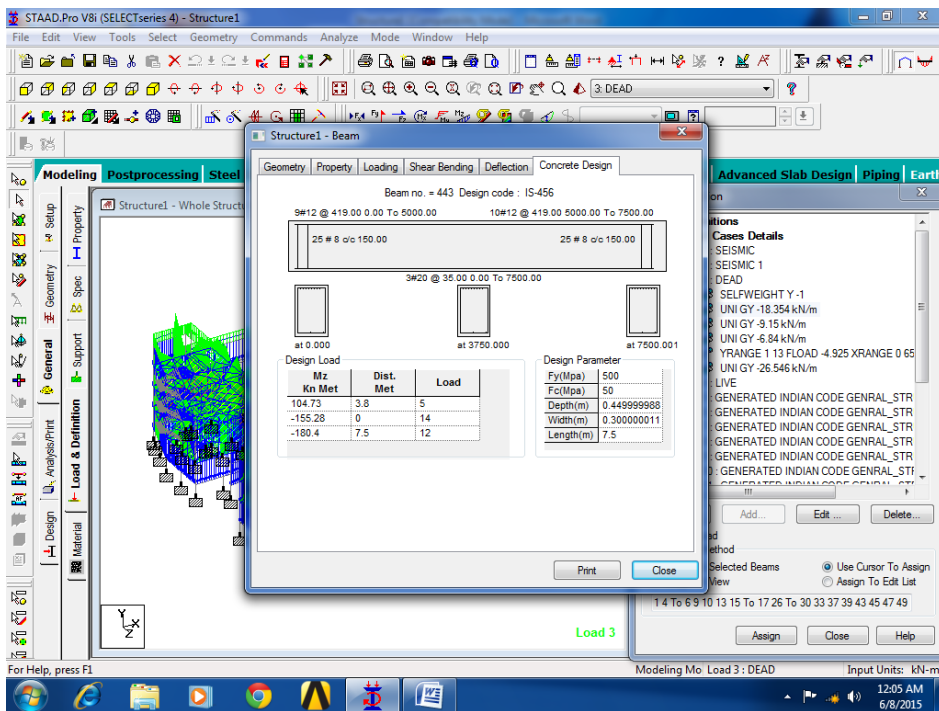 STAAD.Pro V8i (SELECTseries 4) - Structure1
File Edit View Tools Select Geometry Commands Analyze Mode Window Help
3: DEAD
Modeling Postprocessing Steel Advanced Slab Design Piping Earth
Structure1 - Whole Struct
Setup
Geometry
General
Analysis/Print
Design
Property
Spec
Support
Load & Definition
Material
Structure1 - Beam
Geometry Property Loading Shear Bending Deflection Concrete Design
Beam no. = 443 Design code : IS-456
9#12 @ 419.00 0.00 To 5000.00 10#12 @ 419.00 5000.00 To 7500.00
25 # 8 c/c 150.00 25 # 8 c/c 150.00
3#20 @ 35.00 0.00 To 7500.00
at 0.000 at 3750.000 at 7500.001
Design Load
Mz Kn Met Dist. Met Load
104.73 3.8 5
-155.28 0 14
-180.4 7.5 12
Design Parameter
Fy(Mpa) 500
Fc(Mpa) 50
Depth(m) 0.449999988
Width(m) 0.300000011
Length(m) 7.5
Print Close
on
itions
Cases Details
: SEISMIC
: SEISMIC 1
: DEAD
SELFWEIGHT Y -1
UNI GY -18.354 kN/m
UNI GY -9.15 kN/m
UNI GY -6.84 kN/m
YRANGE 1 13 FLOAD -4.925 XRANGE 0 65
UNI GY -26.546 kN/m
: LIVE
: GENERATED INDIAN CODE GENRAL_STR
: GENERATED INDIAN CODE GENRAL_STR
: GENERATED INDIAN CODE GENRAL_STR
: GENERATED INDIAN CODE GENRAL_STR
: GENERATED INDIAN CODE GENRAL_STR
0 : GENERATED INDIAN CODE GENRAL_STF
Add... Edit ... Delete...
ad
ethod
Selected Beams Use Cursor To Assign
View Assign To Edit List
1 4 To 6 9 10 13 15 To 17 26 To 30 33 37 39 43 45 47 49
Assign Close Help
Y
X
Z
Load 3
For Help, press F1 Modeling Mo Load 3 : DEAD Input Units: kN-m
12:05 AM
6/8/2015